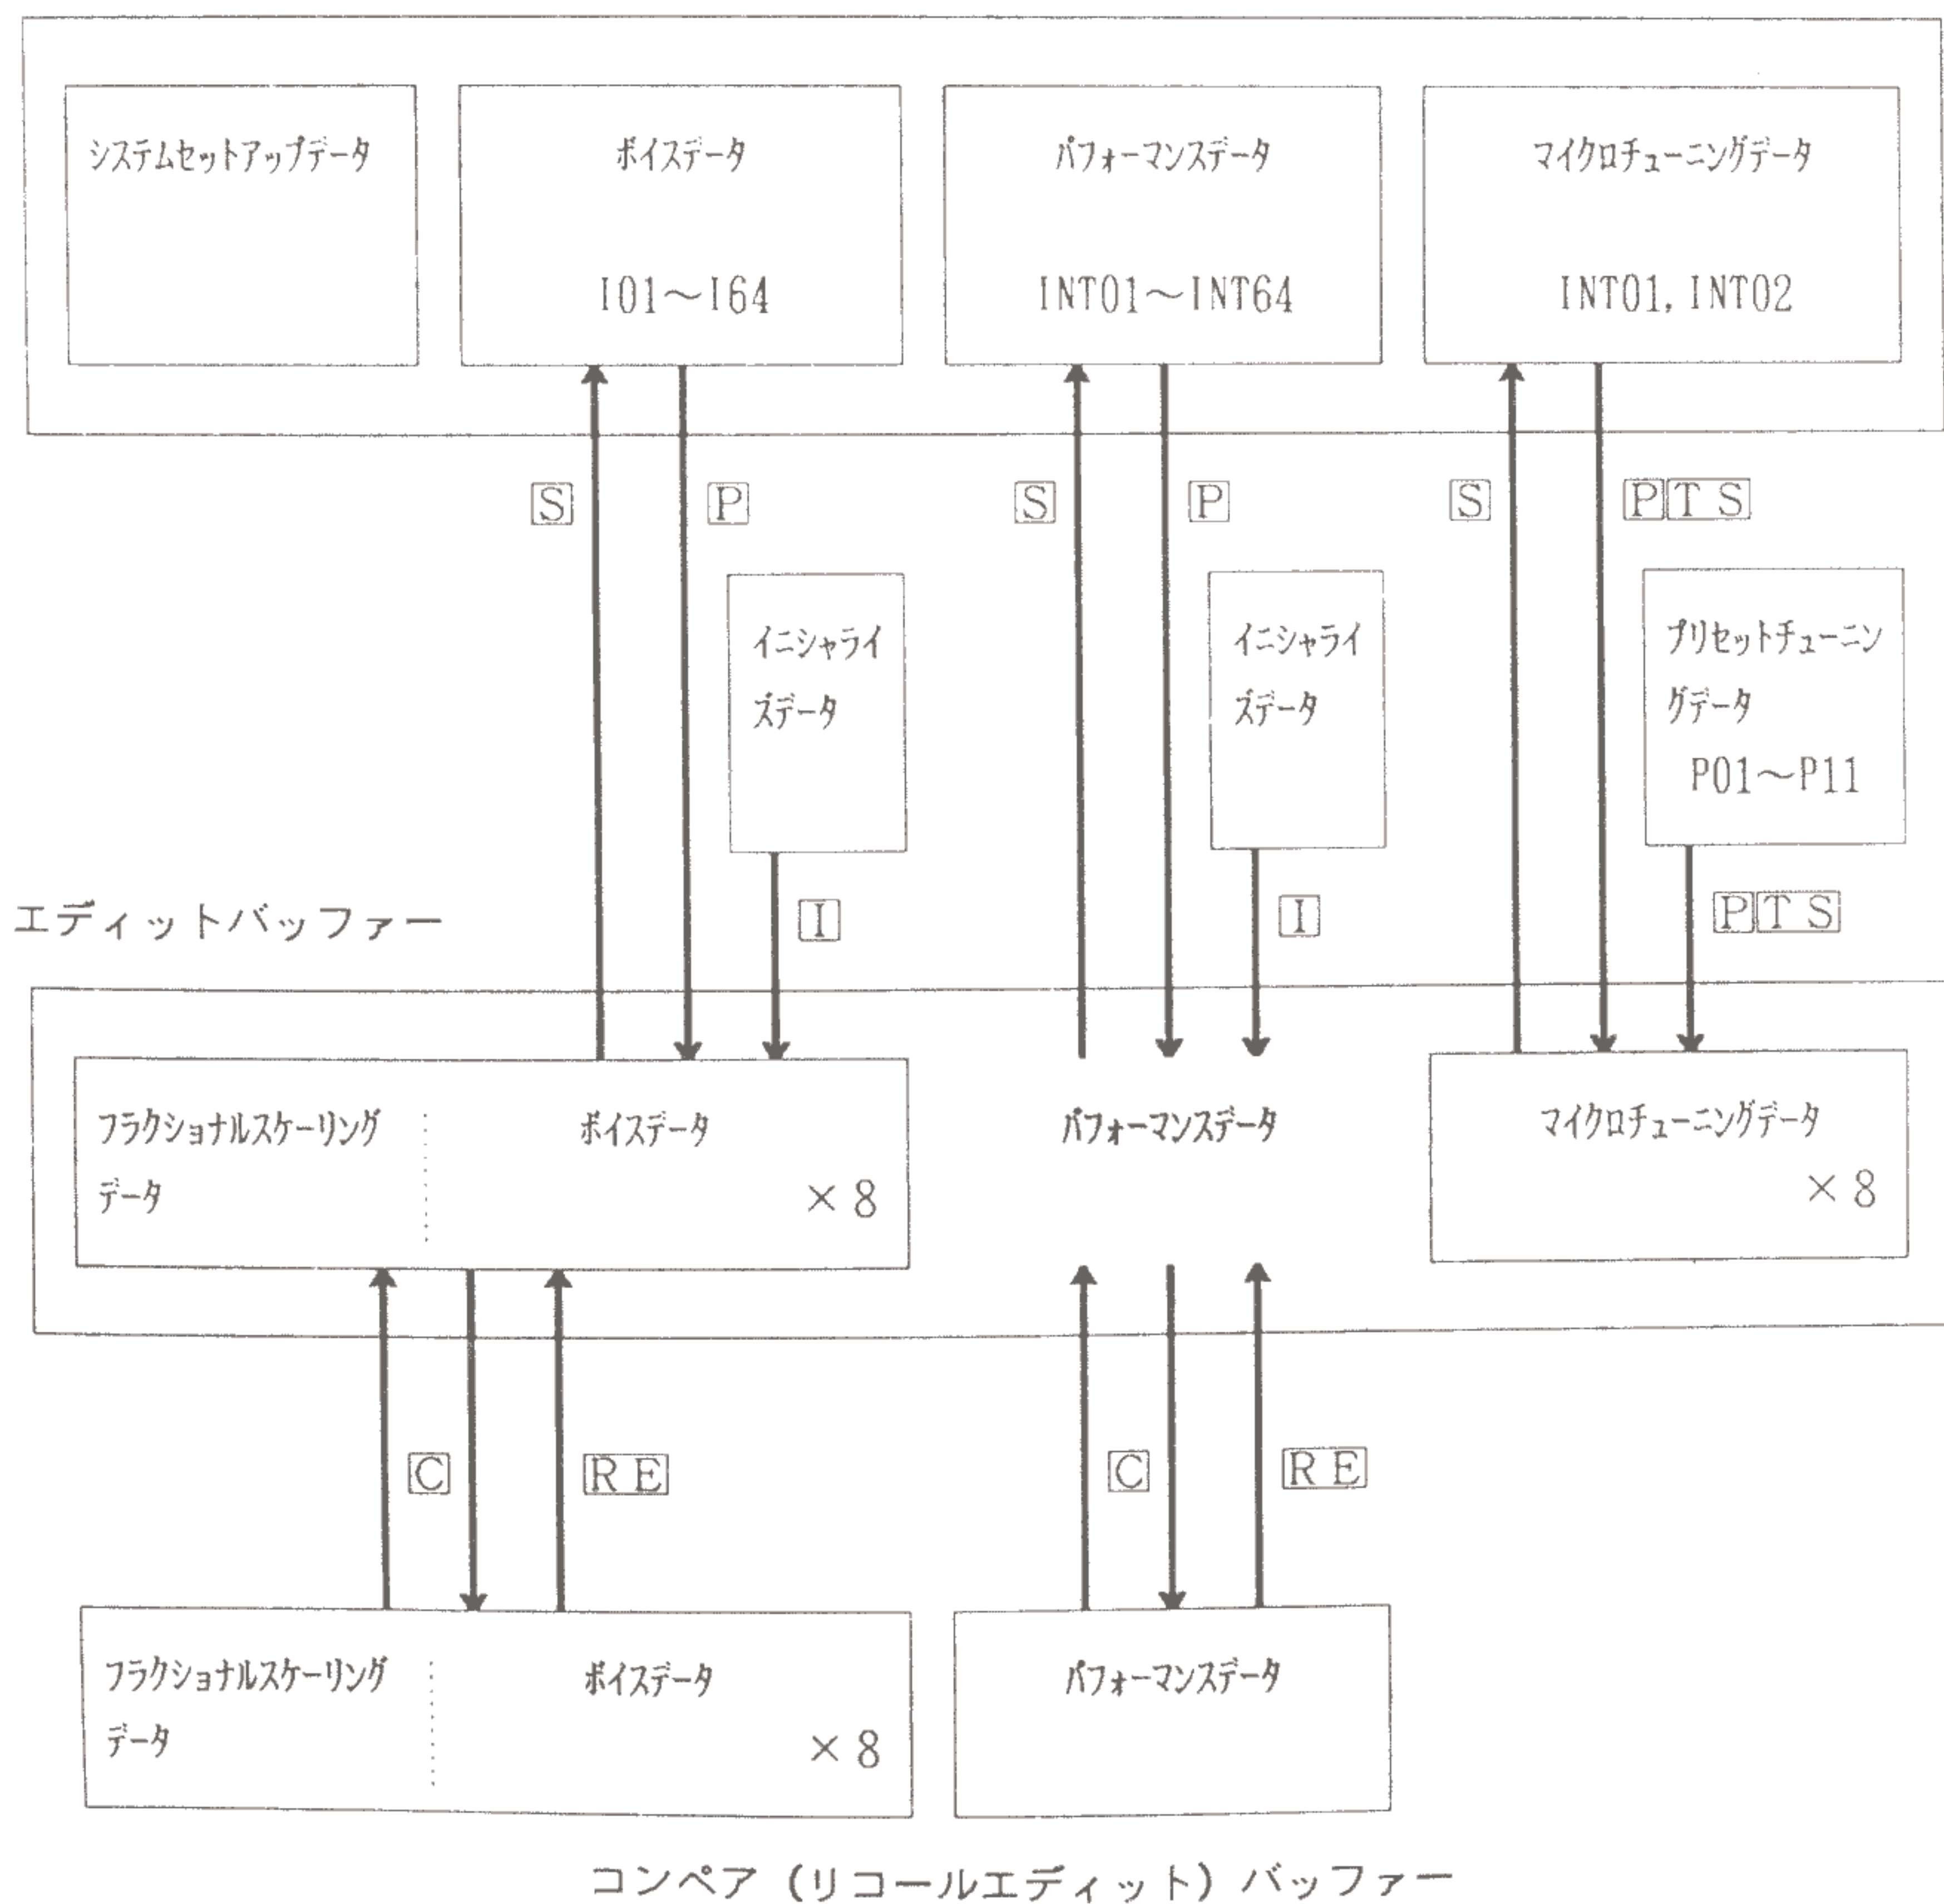 システムセットアップデータ
ボイスデータ
パフォーマンスデータ
マイクロチューニングデータ
I01～I64
INT01～INT64
INT01, INT02
S
P
S
P
S
P T S
イニシャライ
ズデータ
イニシャライ
ズデータ
プリセットチューニン
グデータ
P01～P11
エディットバッファー
I
I
P T S
フラクショナルスケーリング
データ
ボイスデータ
×8
パフォーマンスデータ
マイクロチューニングデータ
×8
C
R E
C
R E
フラクショナルスケーリング
データ
ボイスデータ
×8
パフォーマンスデータ
コンペア (リコールエディット) バッファー